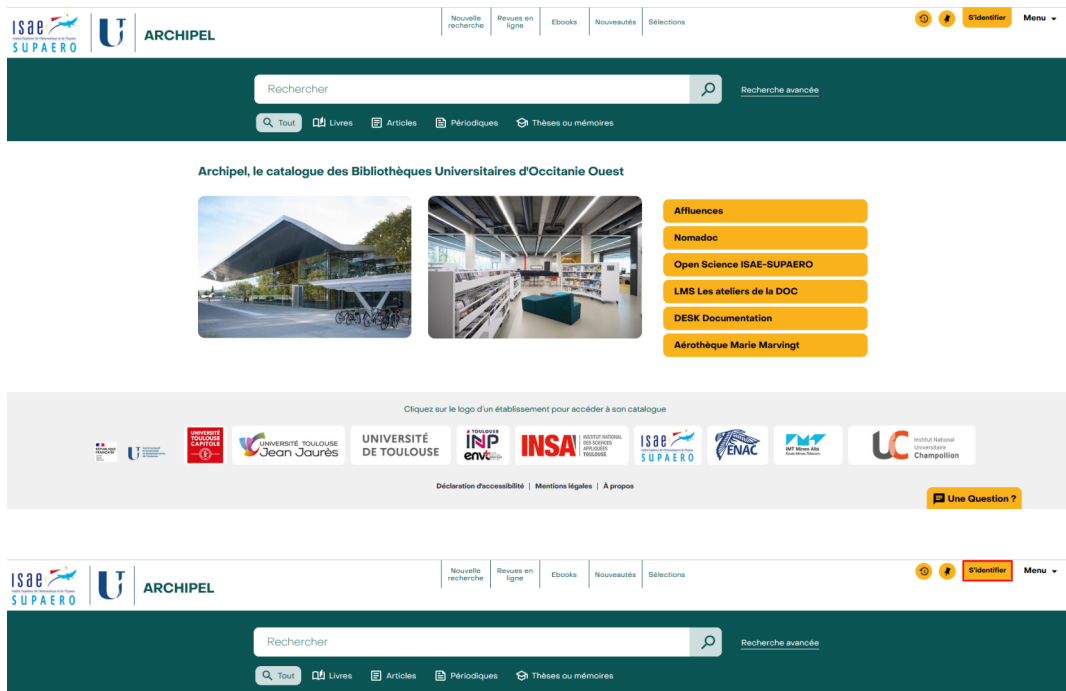 isae
SUPAERO
UT
ARCHIPEL
Nouvelle recherche
Revues en ligne
Ebooks
Nouveautés
Sélections
S'identifier
Menu
Rechercher
Recherche avancée
Tout
Livres
Articles
Périodiques
Thèses ou mémoires
Archipel, le catalogue des Bibliothèques Universitaires d'Occitanie Ouest
Affluences
Nomadoc
Open Science ISAE-SUPAERO
LMS Les ateliers de la DOC
DESK Documentation
Aérothèque Marie Marvingt
Cliquez sur le logo d'un établissement pour accéder à son catalogue
UNIVERSITÉ
TOULOUSE
CAPITOLE
UNIVERSITÉ TOULOUSE
Jean Jaurès
UNIVERSITÉ
DE TOULOUSE
TOULOUSE
INP
envt
INSA
INSTITUT NATIONAL
DES SCIENCES
APPLIQUÉES
TOULOUSE
isae
SUPAERO
ENAC
IMT Mines Albi
École Mines-Télécom
Institut National
Universitaire
Champollion
Déclaration d'accessibilité | Mentions légales | À propos
Une Question ?
isae
SUPAERO
UT
ARCHIPEL
Nouvelle recherche
Revues en ligne
Ebooks
Nouveautés
Sélections
S'identifier
Menu
Rechercher
Recherche avancée
Tout
Livres
Articles
Périodiques
Thèses ou mémoires